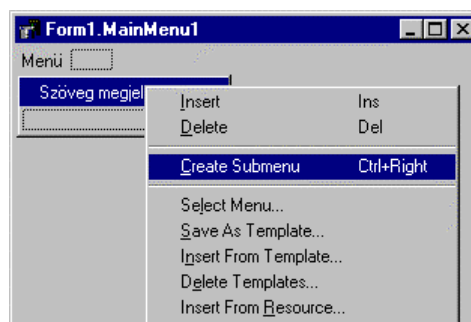 Form1.MainMenu1
Menü
Szöveg megjel
Insert Ins
Delete Del
Create Submenu Ctrl+Right
Select Menu...
Save As Template...
Insert From Template...
Delete Templates...
Insert From Resource...